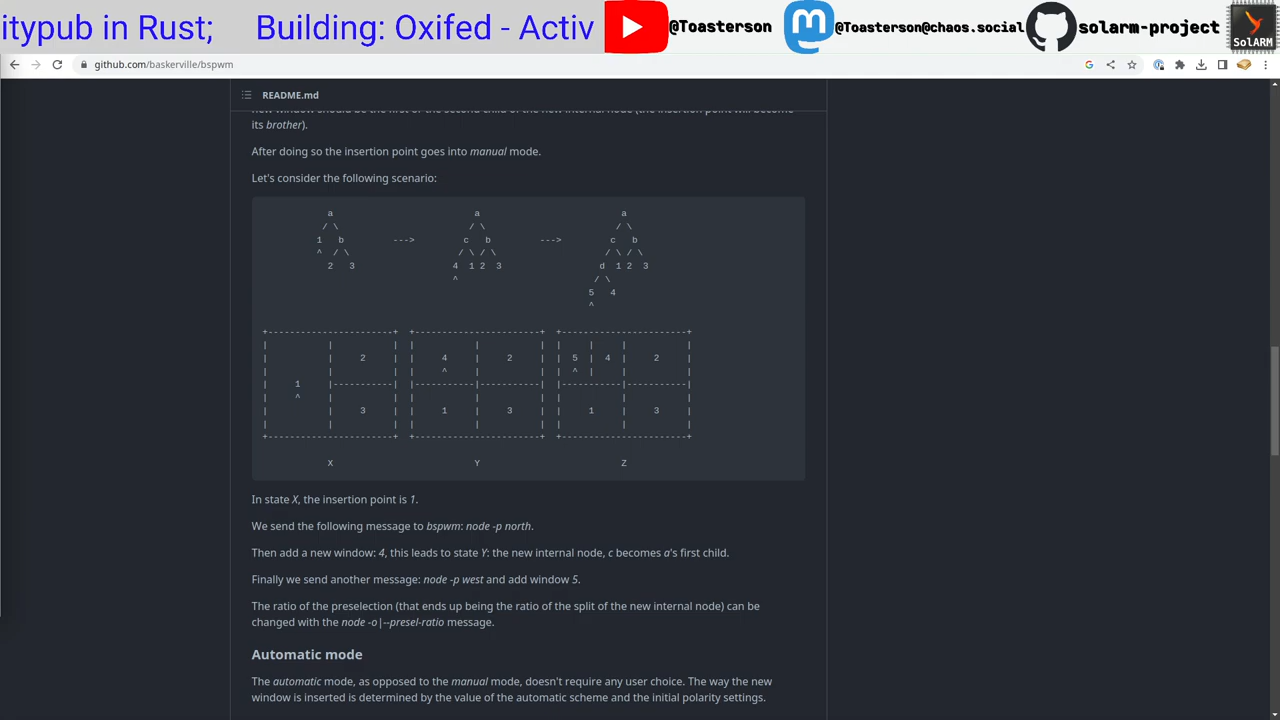 itypub in Rust;     Building: Oxifed - Activ
@Toasterson
@Toasterson@chaos.social
solarm-project
SolARM
github.com/baskerville/bspwm
README.md
its brother).
After doing so the insertion point goes into manual mode.
Let's consider the following scenario:
            a                          a                          a
           / \                        / \                        / \
          1   b         --->         c   b         --->         c   b
          ^  / \                    / \ / \                    / \ / \
            2   3                  4  1 2  3                  d  1 2  3
                                   ^                         / \
                                                            5   4
                                                            ^
+-----------------------+  +-----------------------+  +-----------------------+
|           |           |  |           |           |  |     |     |           |
|           |     2     |  |     4     |     2     |  |  5  |  4  |     2     |
|           |           |  |     ^     |           |  |  ^  |     |           |
|     1     |-----------|  |-----------|-----------|  |-----------|-----------|
|     ^     |           |  |           |           |  |           |           |
|           |     3     |  |     1     |     3     |  |     1     |     3     |
|           |           |  |           |           |  |           |           |
+-----------------------+  +-----------------------+  +-----------------------+
            X                          Y                          Z
In state X, the insertion point is 1.
We send the following message to bspwm: node -p north.
Then add a new window: 4, this leads to state Y: the new internal node, c becomes a's first child.
Finally we send another message: node -p west and add window 5.
The ratio of the preselection (that ends up being the ratio of the split of the new internal node) can be
changed with the node -o|--presel-ratio message.
Automatic mode
The automatic mode, as opposed to the manual mode, doesn't require any user choice. The way the new
window is inserted is determined by the value of the automatic scheme and the initial polarity settings.